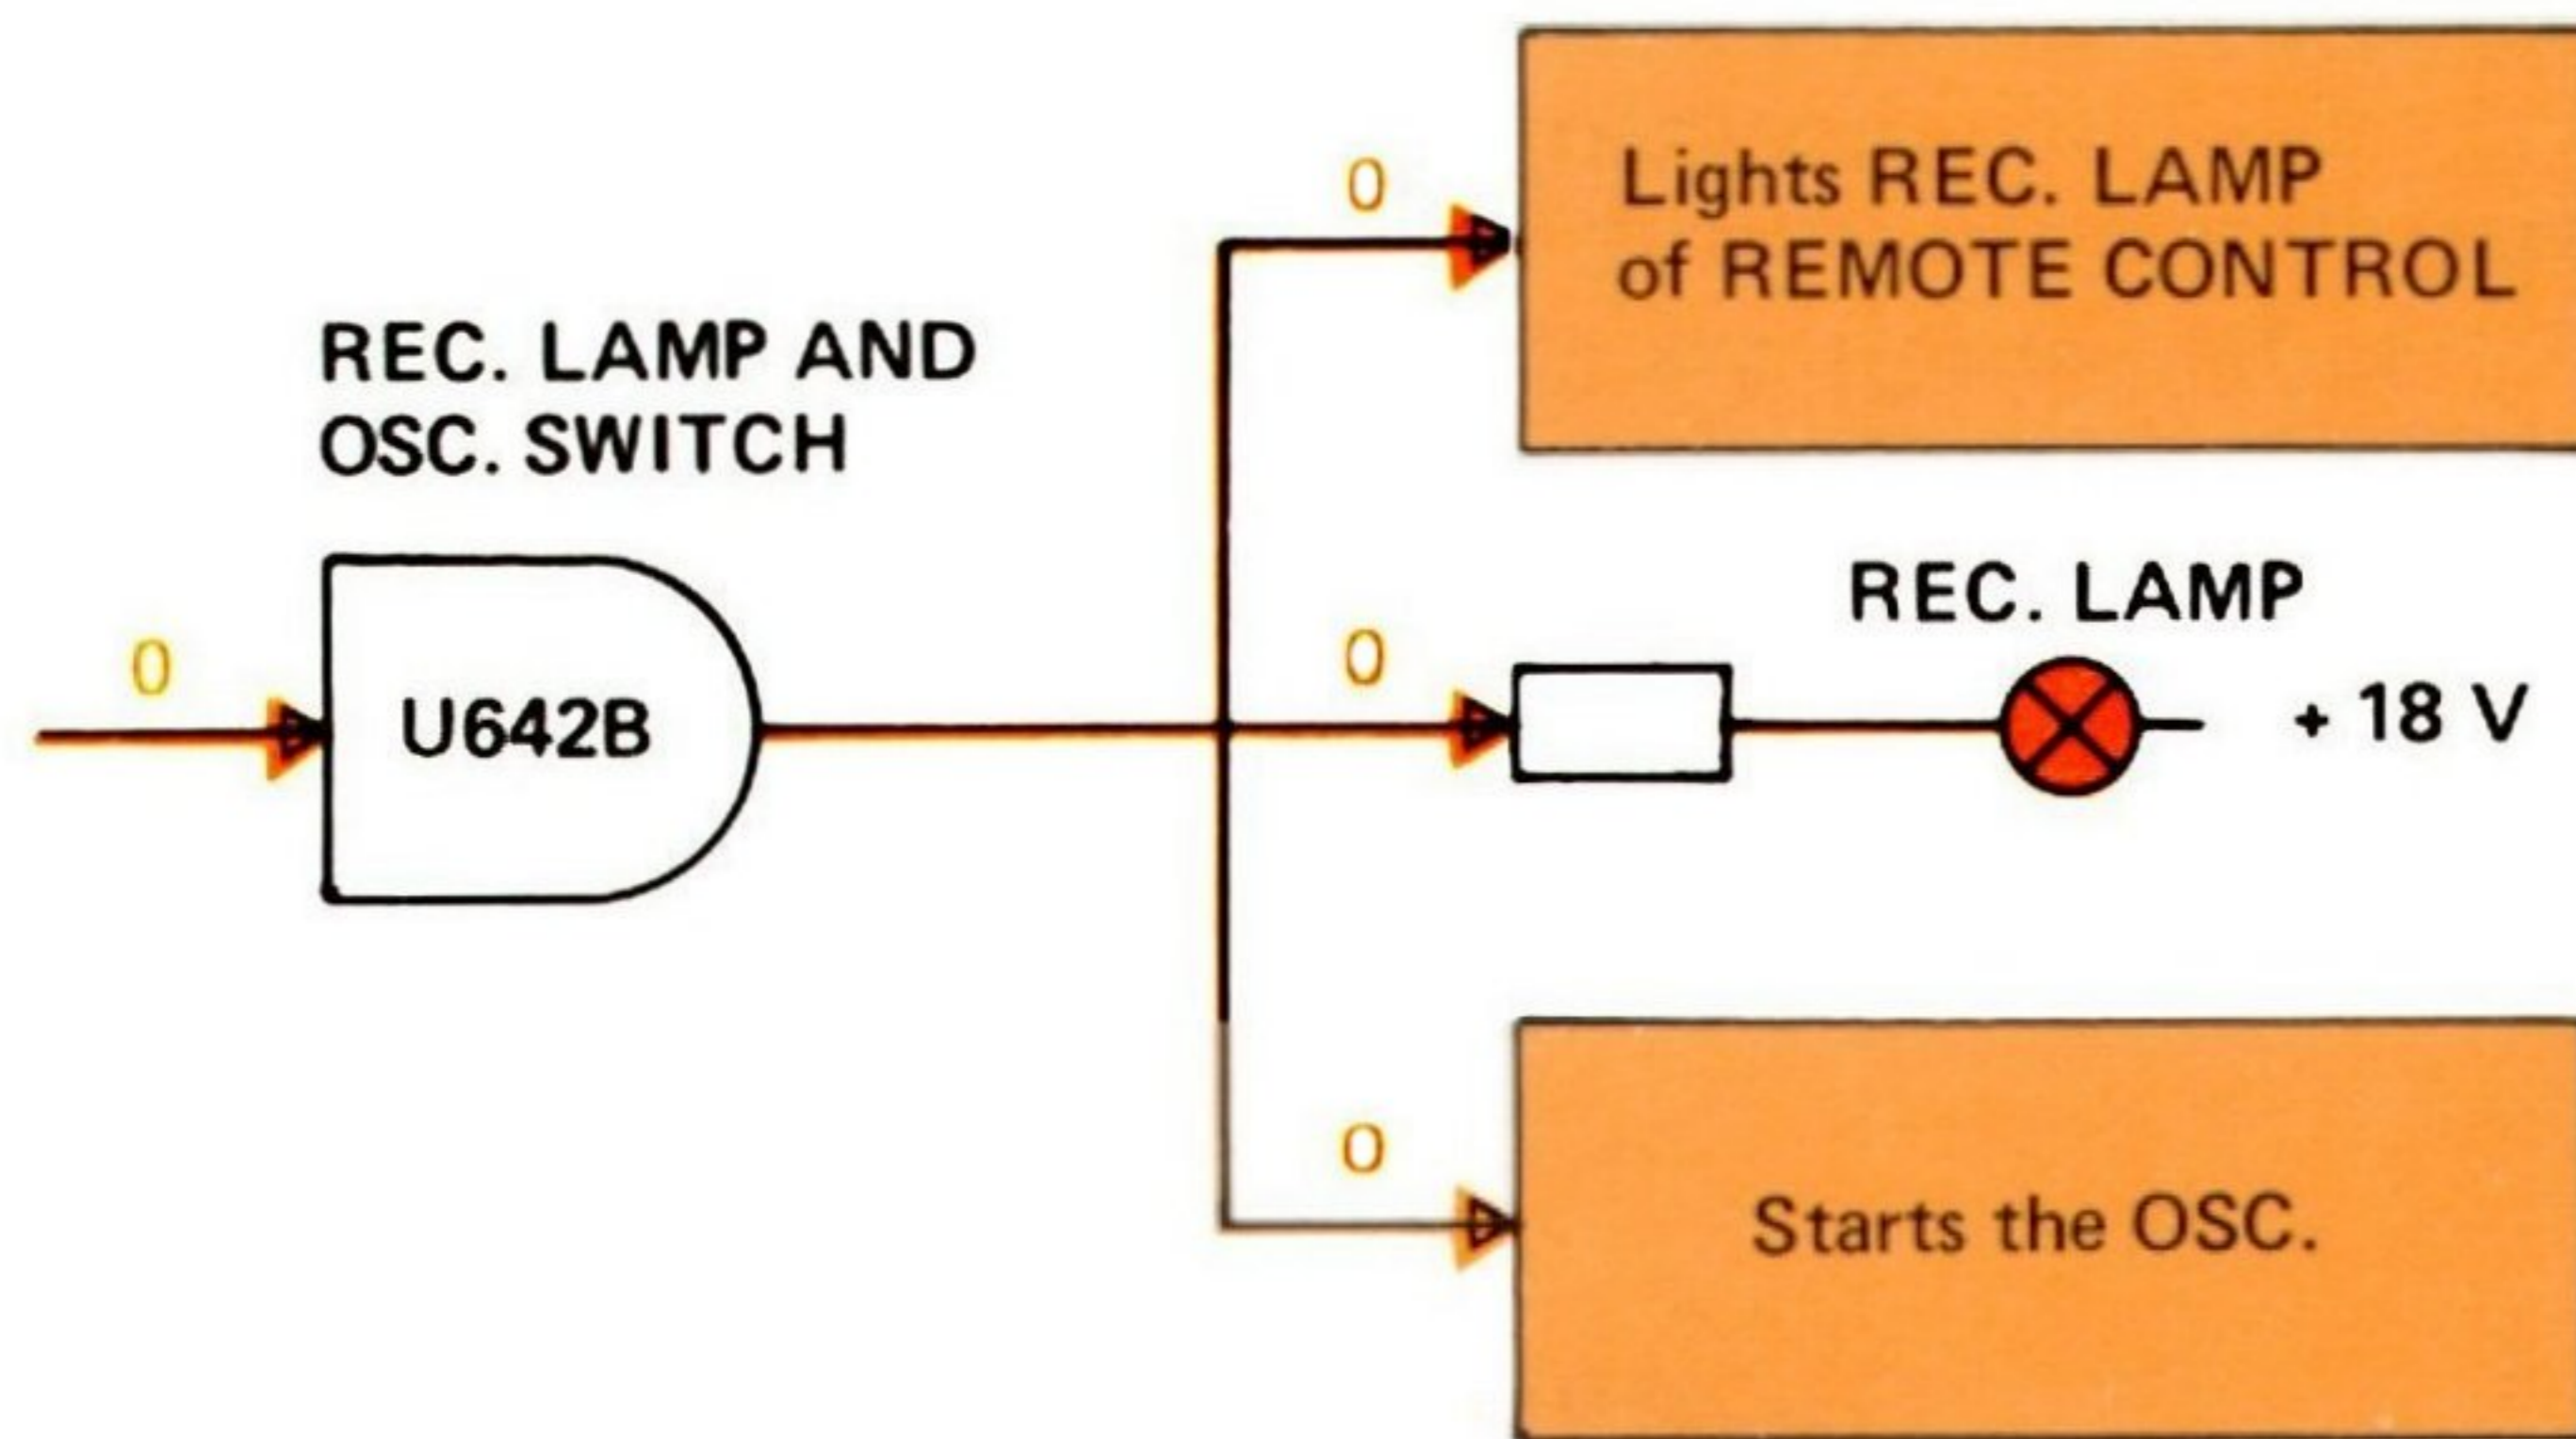 0
Lights REC. LAMP
of REMOTE CONTROL
REC. LAMP AND
OSC. SWITCH
REC. LAMP
0
0
U642B
+ 18 V
0
Starts the OSC.